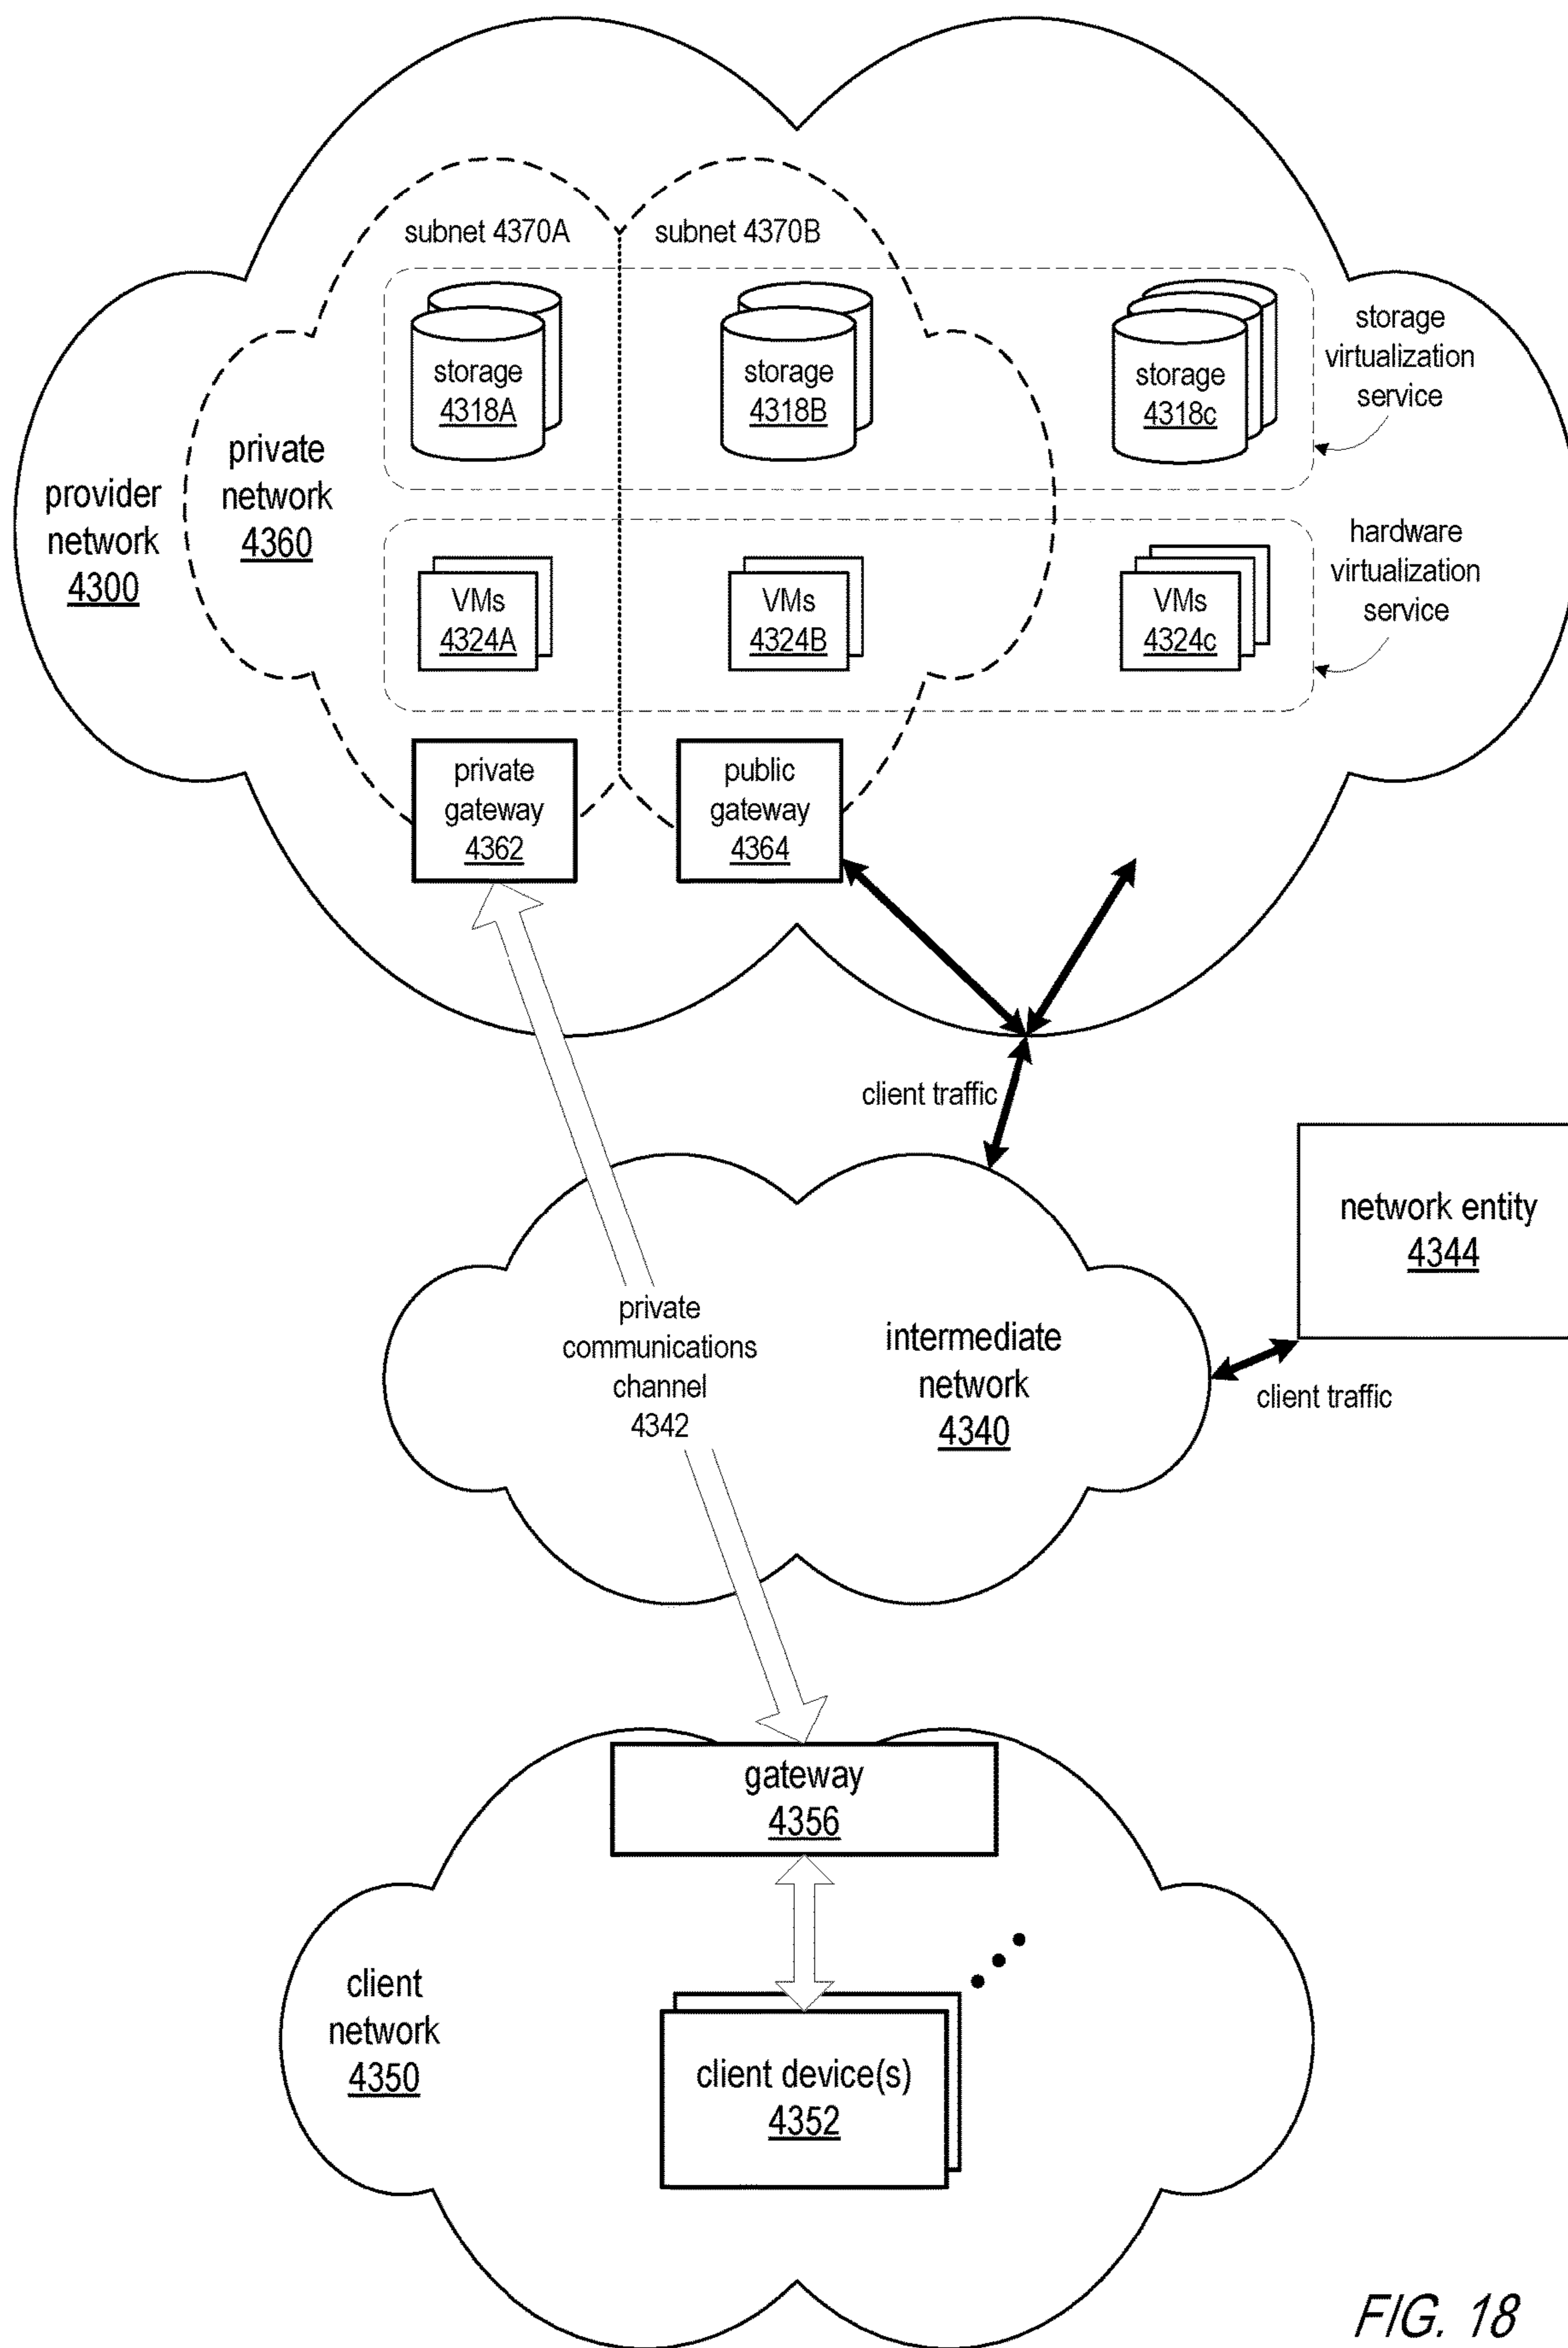 subnet 4370A
subnet 4370B
storage
4318A
storage
4318B
storage
4318c
storage
virtualization
service
provider
network
4300
private
network
4360
VMs
4324A
VMs
4324B
VMs
4324c
hardware
virtualization
service
private
gateway
4362
public
gateway
4364
client traffic
network entity
4344
client traffic
private
communications
channel
4342
intermediate
network
4340
gateway
4356
client
network
4350
client device(s)
4352
FIG. 18